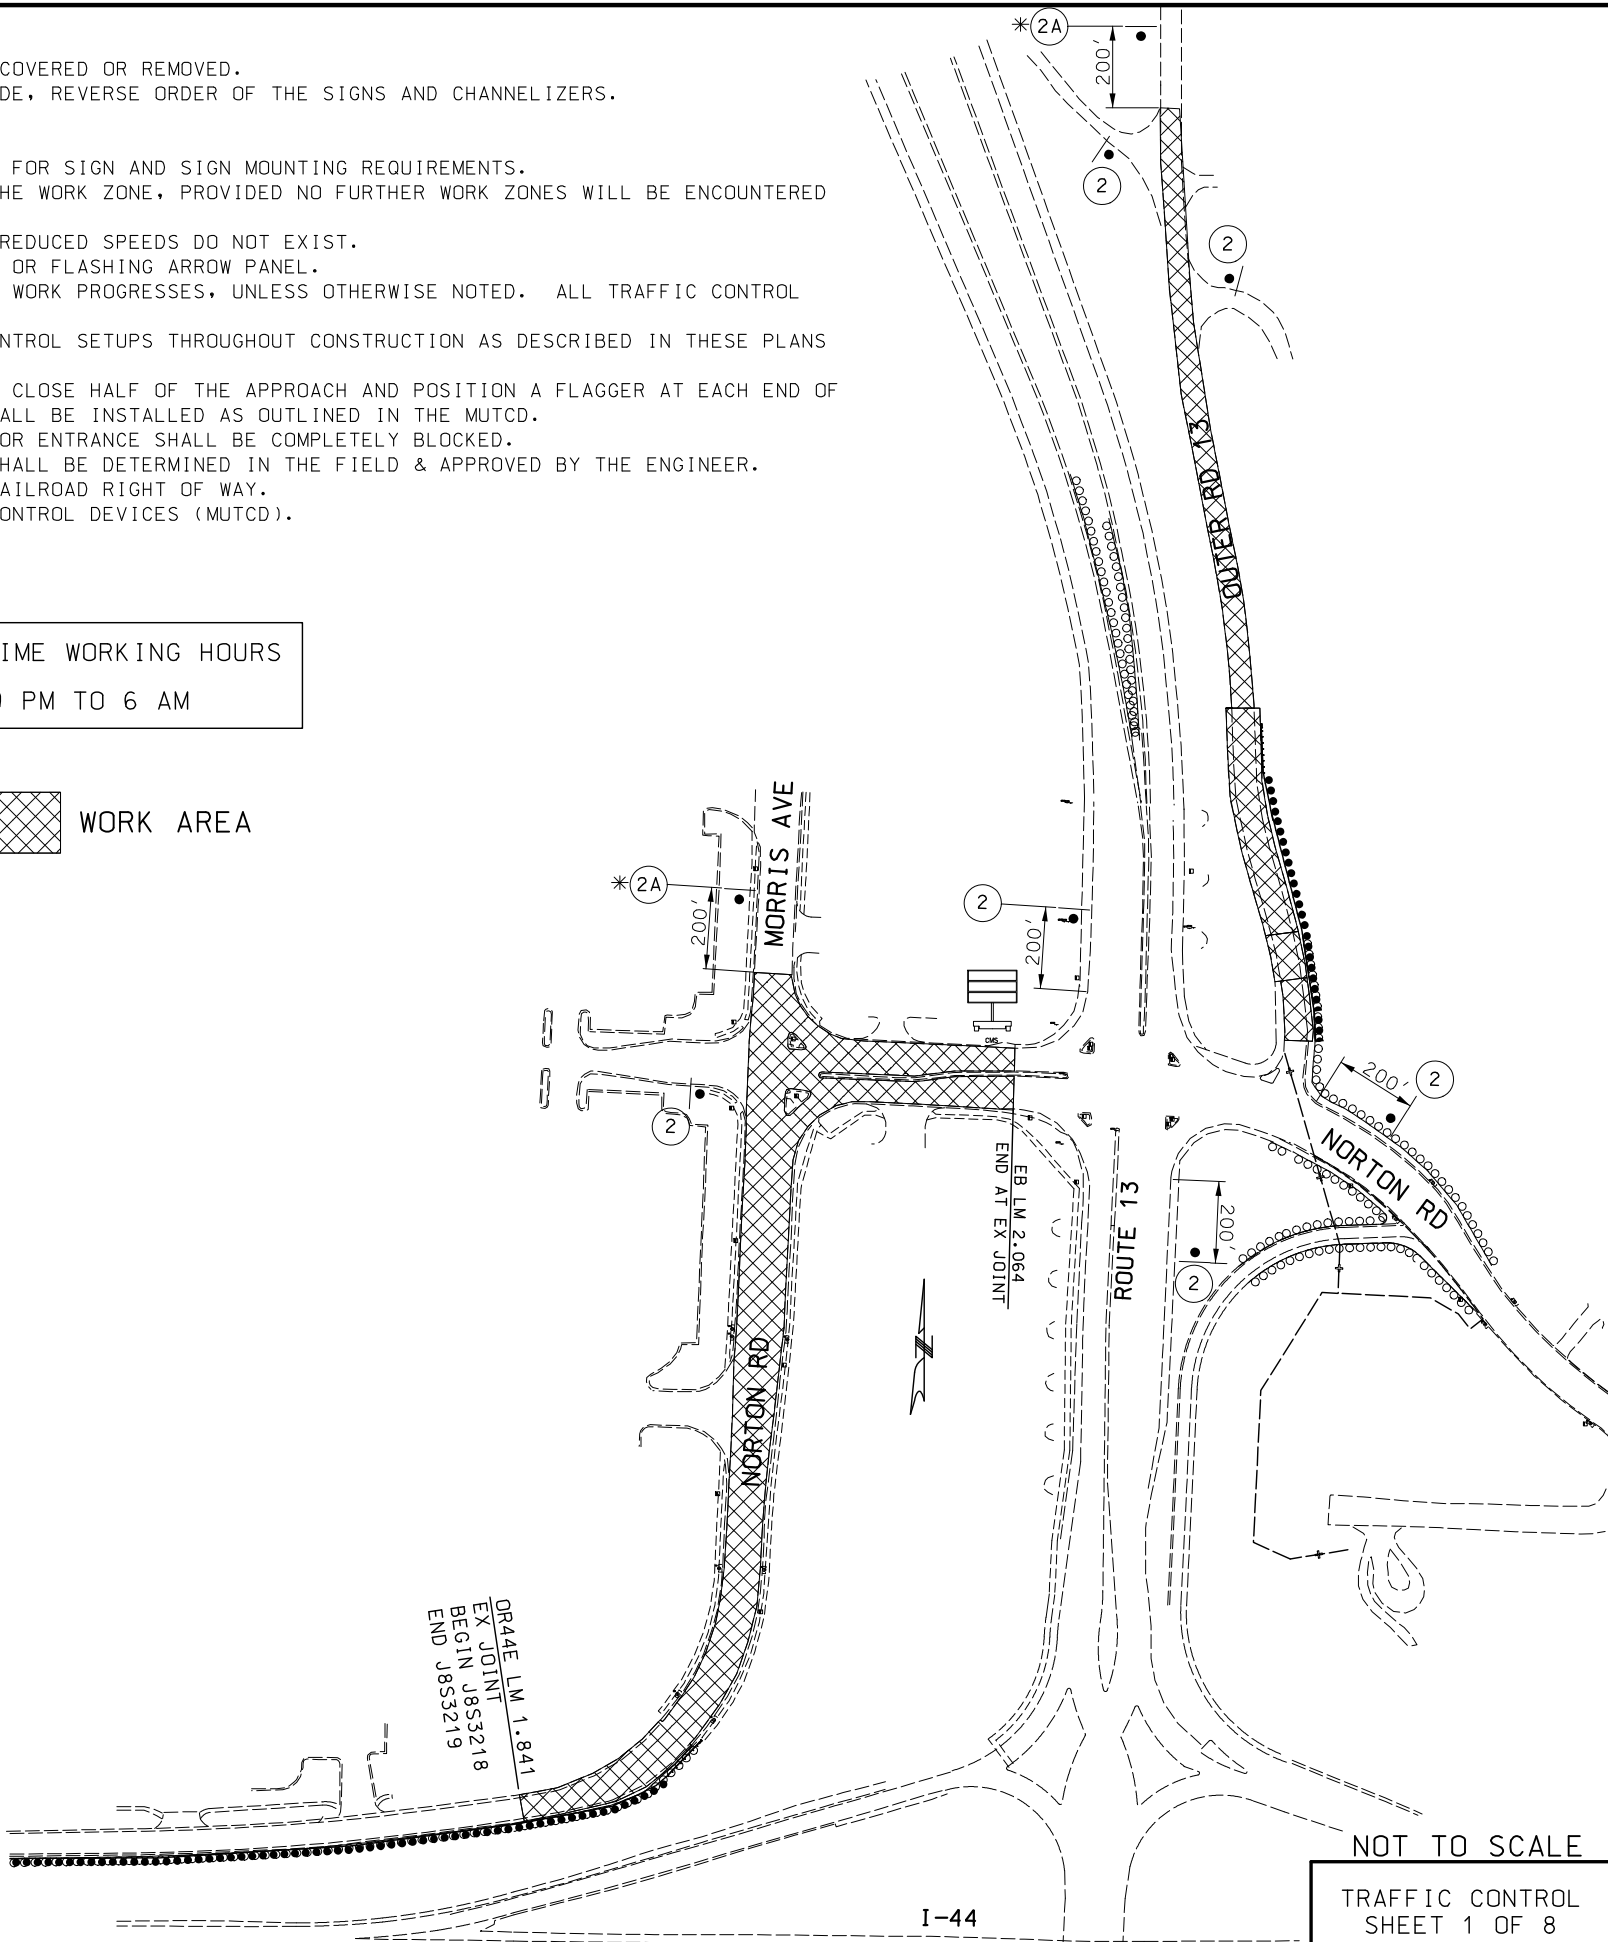 COVERED OR REMOVED.
DE, REVERSE ORDER OF THE SIGNS AND CHANNELIZERS.
FOR SIGN AND SIGN MOUNTING REQUIREMENTS.
HE WORK ZONE, PROVIDED NO FURTHER WORK ZONES WILL BE ENCOUNTERED
REDUCED SPEEDS DO NOT EXIST.
OR FLASHING ARROW PANEL.
WORK PROGRESSES, UNLESS OTHERWISE NOTED. ALL TRAFFIC CONTROL
NTROL SETUPS THROUGHOUT CONSTRUCTION AS DESCRIBED IN THESE PLANS
CLOSE HALF OF THE APPROACH AND POSITION A FLAGGER AT EACH END OF
ALL BE INSTALLED AS OUTLINED IN THE MUTCD.
OR ENTRANCE SHALL BE COMPLETELY BLOCKED.
HALL BE DETERMINED IN THE FIELD & APPROVED BY THE ENGINEER.
AILROAD RIGHT OF WAY.
ONTROL DEVICES (MUTCD).
IME WORKING HOURS
PM TO 6 AM
WORK AREA
*2A
200'
2
2
OUTER RD 13
MORRIS AVE
*2A
200'
2
200'
CMS
2
200'
2
NORTON RD
EB LM 2.064
END AT EX JOINT
ROUTE 13
200'
2
N
NORTON RD
OR44E LM 1.841
EX JOINT
BEGIN J8S3218
END J8S3219
I-44
NOT TO SCALE
TRAFFIC CONTROL
SHEET 1 OF 8